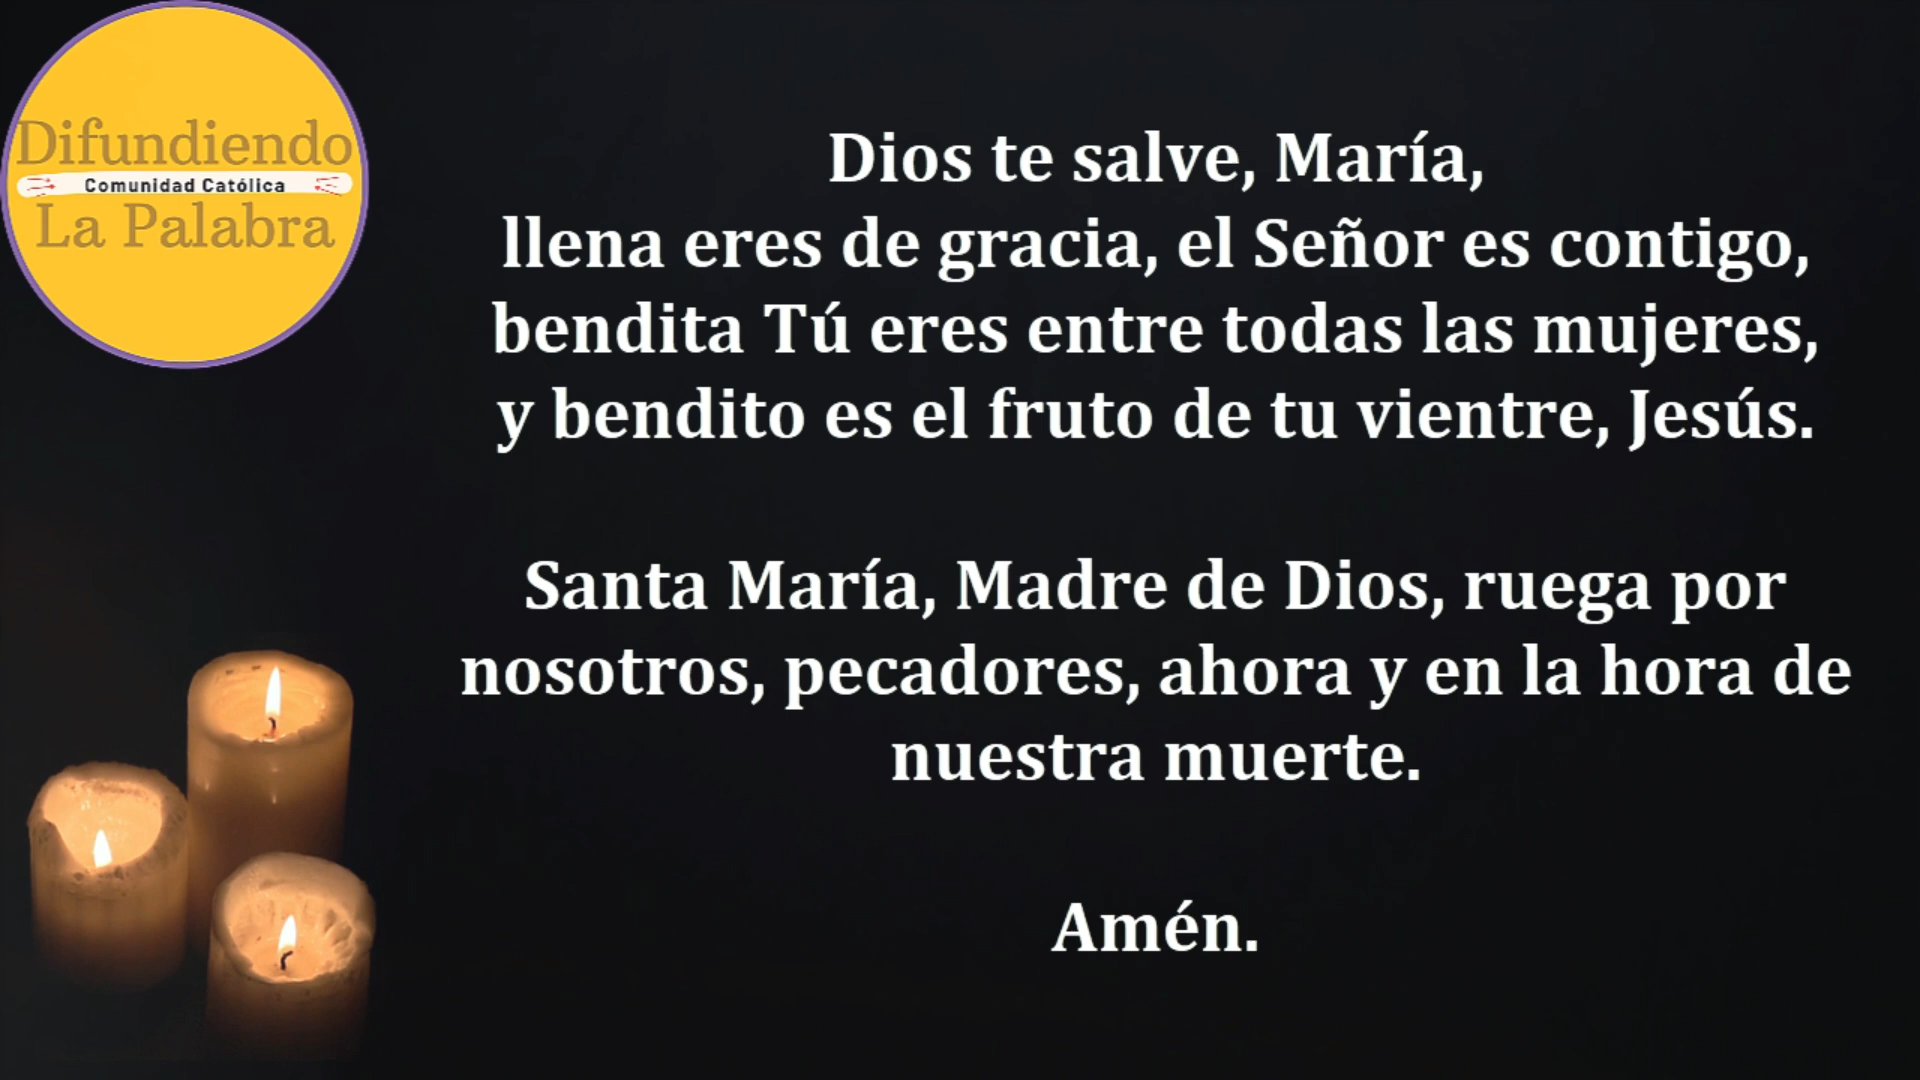 Difundiendo
Comunidad Católica
La Palabra
Dios te salve, María,
llena eres de gracia, el Señor es contigo,
bendita Tú eres entre todas las mujeres,
y bendito es el fruto de tu vientre, Jesús.
Santa María, Madre de Dios, ruega por
nosotros, pecadores, ahora y en la hora de
nuestra muerte.
Amén.